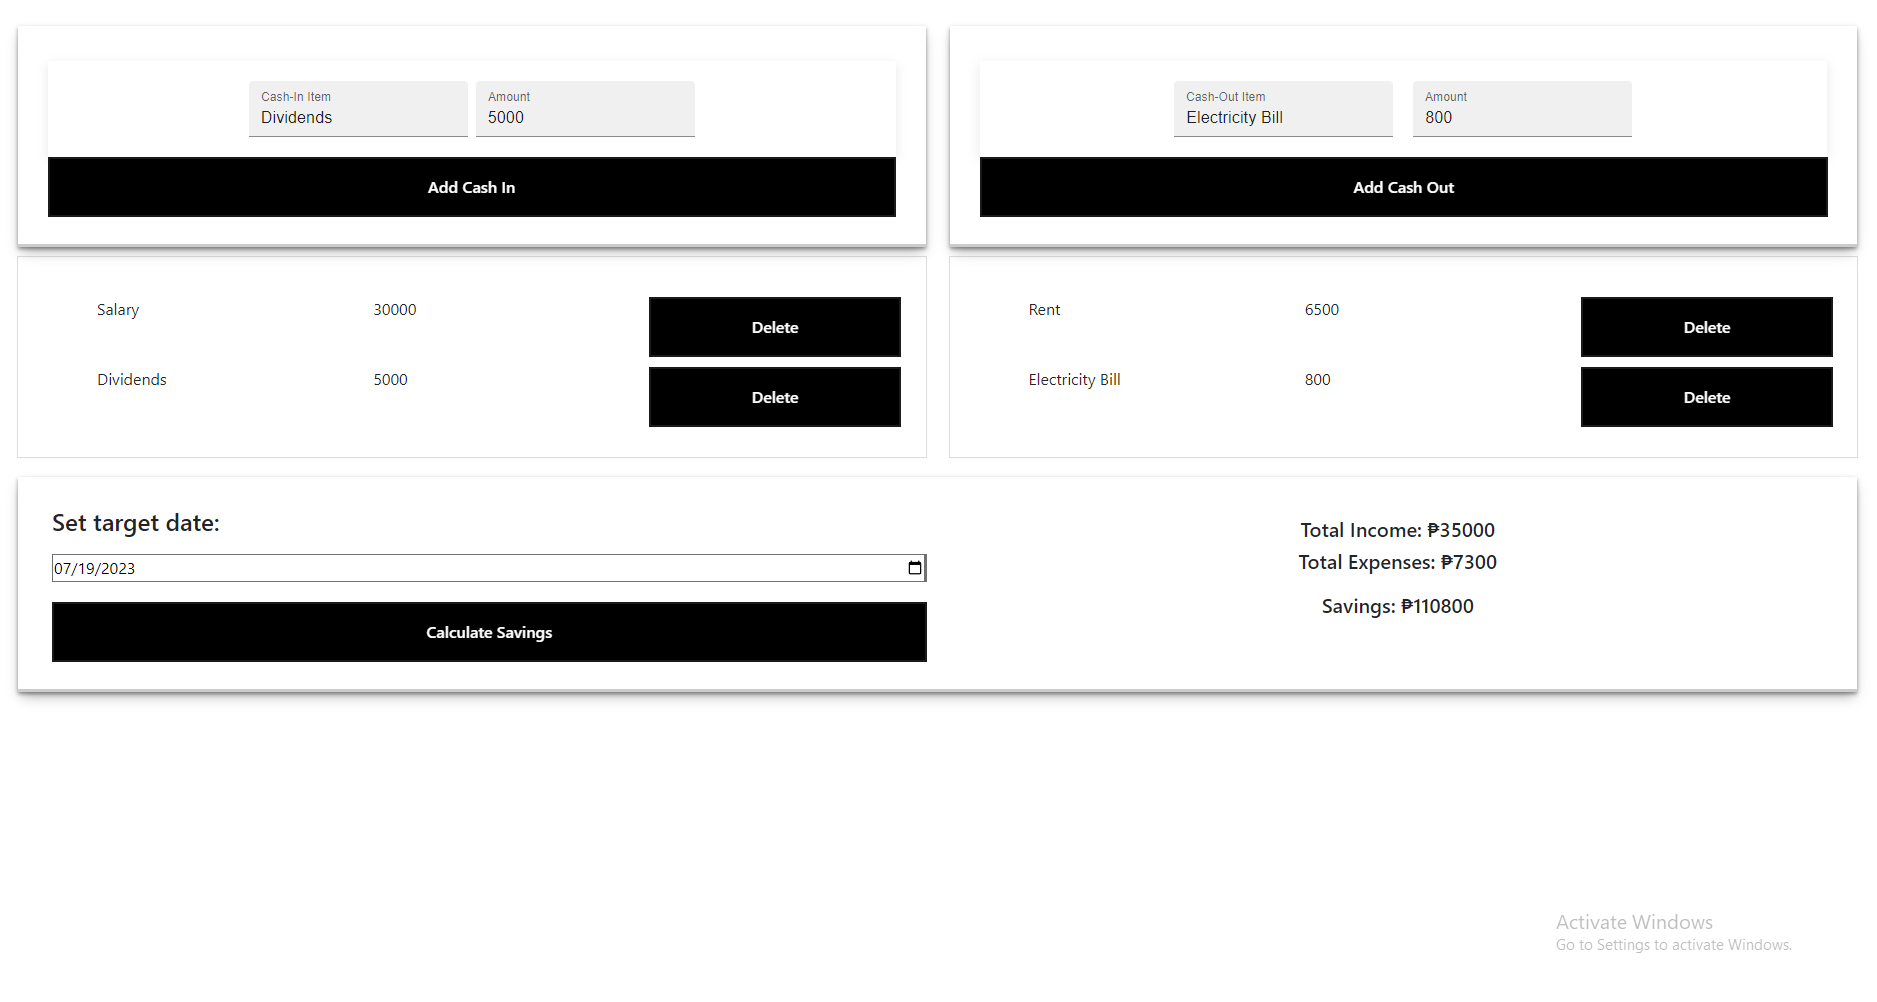 Cash-In Item
Dividends
Amount
5000
Add Cash In
Cash-Out Item
Electricity Bill
Amount
800
Add Cash Out
Salary 30000 Delete
Dividends 5000 Delete
Rent 6500 Delete
Electricity Bill 800 Delete
Set target date:
07/19/2023
Calculate Savings
Total Income: ₱35000
Total Expenses: ₱7300
Savings: ₱110800
Activate Windows
Go to Settings to activate Windows.